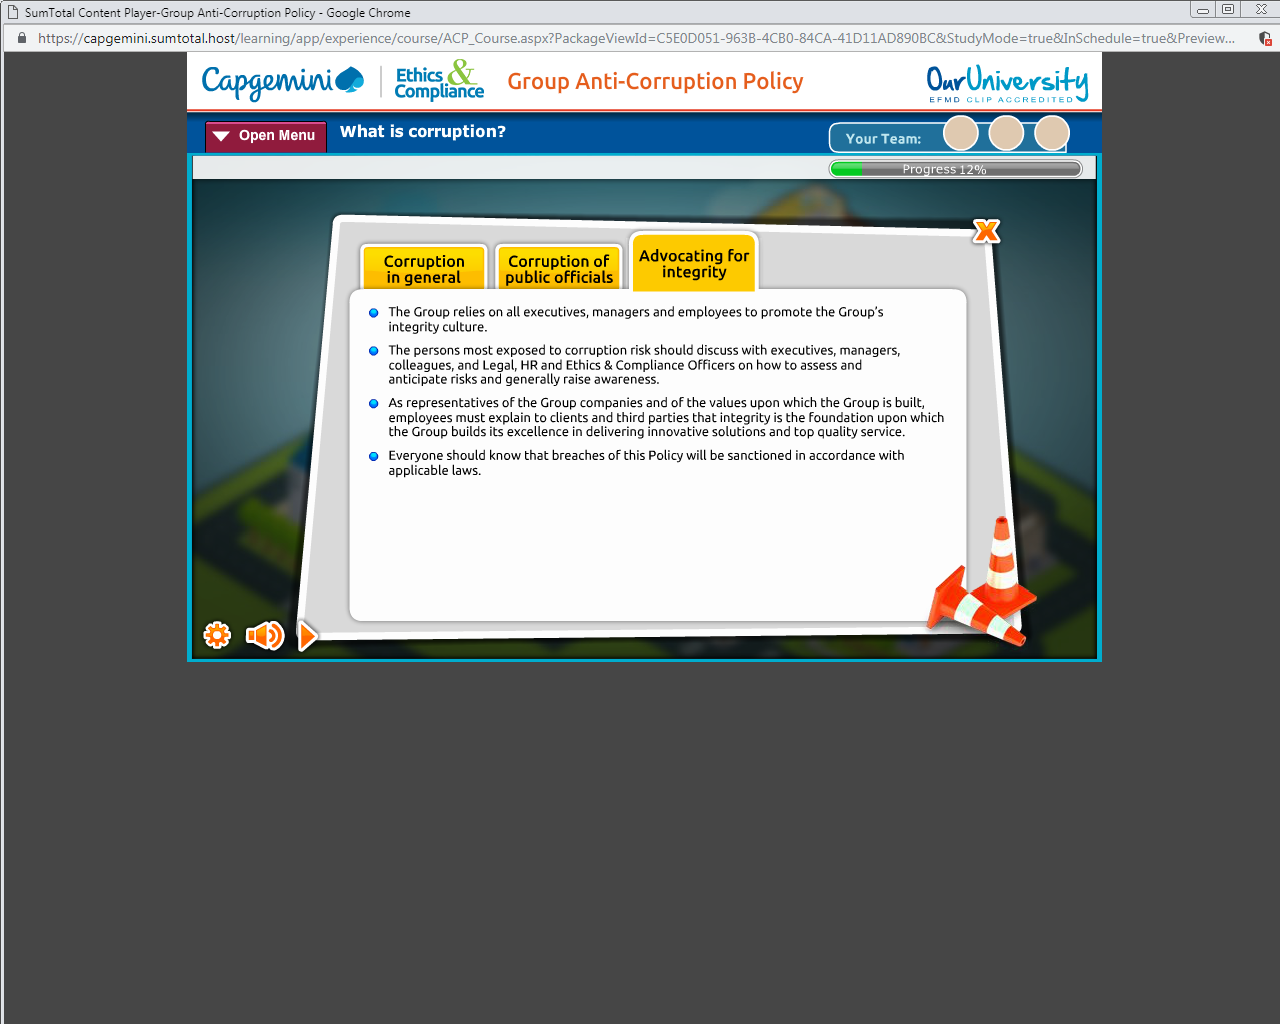 SumTotal Content Player-Group Anti-Corruption Policy - Google Chrome
https://capgemini.sumtotal.host/learning/app/experience/course/ACP_Course.aspx?PackageViewId=C5E0D051-963B-4CB0-84CA-41D11AD890BC&StudyMode=true&InSchedule=true&Preview...
Capgemini
Ethics &
Compliance
Group Anti-Corruption Policy
OurUniversity
EFMD CLIP ACCREDITED
Open Menu
What is corruption?
Your Team:
Progress 12%
X
Corruption
in general
Corruption of
public officials
Advocating for
integrity
The Group relies on all executives, managers and employees to promote the Group's
integrity culture.
The persons most exposed to corruption risk should discuss with executives, managers,
colleagues, and Legal, HR and Ethics & Compliance Officers on how to assess and
anticipate risks and generally raise awareness.
As representatives of the Group companies and of the values upon which the Group is built,
employees must explain to clients and third parties that integrity is the foundation upon which
the Group builds its excellence in delivering innovative solutions and top quality service.
Everyone should know that breaches of this Policy will be sanctioned in accordance with
applicable laws.